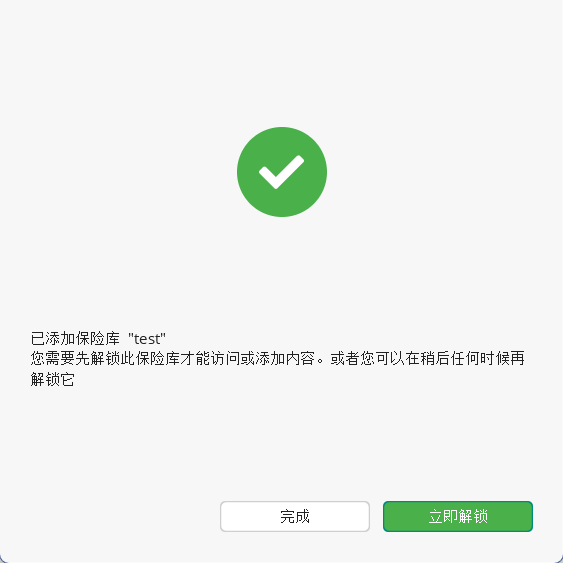 已添加保险库 "test"
您需要先解锁此保险库才能访问或添加内容。或者您可以在稍后任何时候再
解锁它
完成
立即解锁